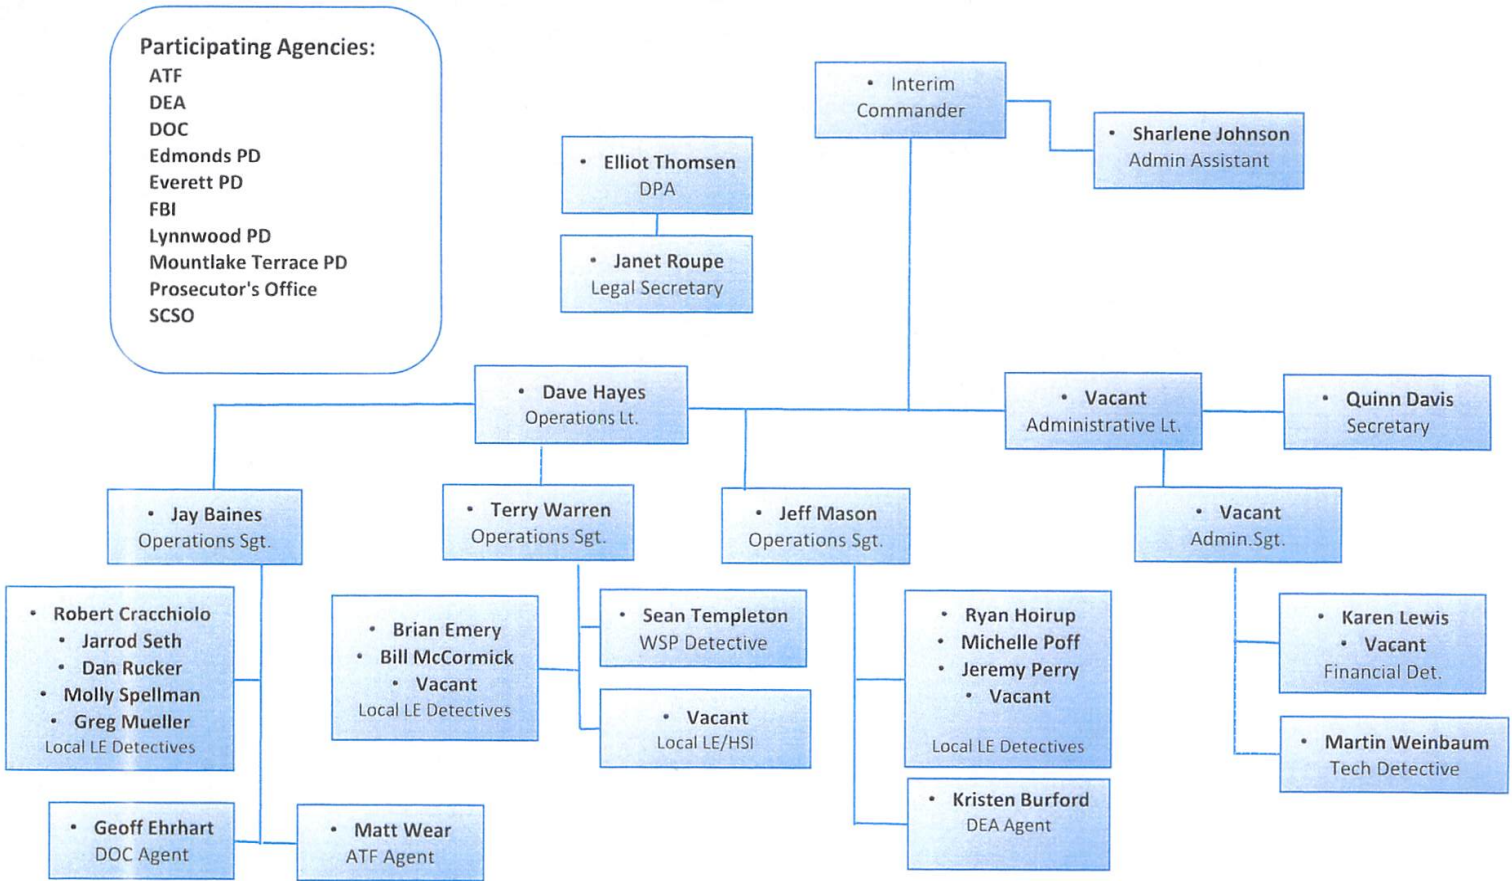 Participating Agencies:
ATF
DEA
DOC
Edmonds PD
Everett PD
FBI
Lynnwood PD
Mountlake Terrace PD
Prosecutor's Office
SCSO
• Interim
Commander
• Sharlene Johnson
Admin Assistant
• Elliot Thomsen
DPA
• Janet Roupe
Legal Secretary
• Dave Hayes
Operations Lt.
• Vacant
Administrative Lt.
• Quinn Davis
Secretary
• Jay Baines
Operations Sgt.
• Terry Warren
Operations Sgt.
• Jeff Mason
Operations Sgt.
• Vacant
Admin.Sgt.
• Robert Cracchiolo
• Jarrod Seth
• Dan Rucker
• Molly Spellman
• Greg Mueller
Local LE Detectives
• Geoff Ehrhart
DOC Agent
• Matt Wear
ATF Agent
• Brian Emery
• Bill McCormick
• Vacant
Local LE Detectives
• Sean Templeton
WSP Detective
• Vacant
Local LE/HSI
• Ryan Hoirup
• Michelle Poff
• Jeremy Perry
• Vacant
Local LE Detectives
• Kristen Burford
DEA Agent
• Karen Lewis
• Vacant
Financial Det.
• Martin Weinbaum
Tech Detective